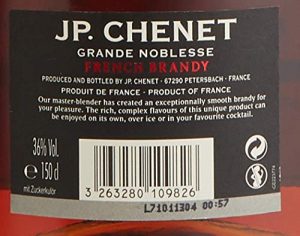 JP. CHENET
GRANDE NOBLESSE
FRENCH BRANDY
PRODUCED AND BOTTLED BY JP. CHENET - 67290 PETERSBACH - FRANCE
PRODUIT DE FRANCE - PRODUCT OF FRANCE
Our master-blender has created an exceptionnally smooth brandy for
your pleasure. The rich, complex flavours of this unique product can
be enjoyed on its own, over ice or in your favourite cocktail.
36% Vol.
e 150 cl
mit Zuckerkulör
3 263280 109826
L71011304 00:57